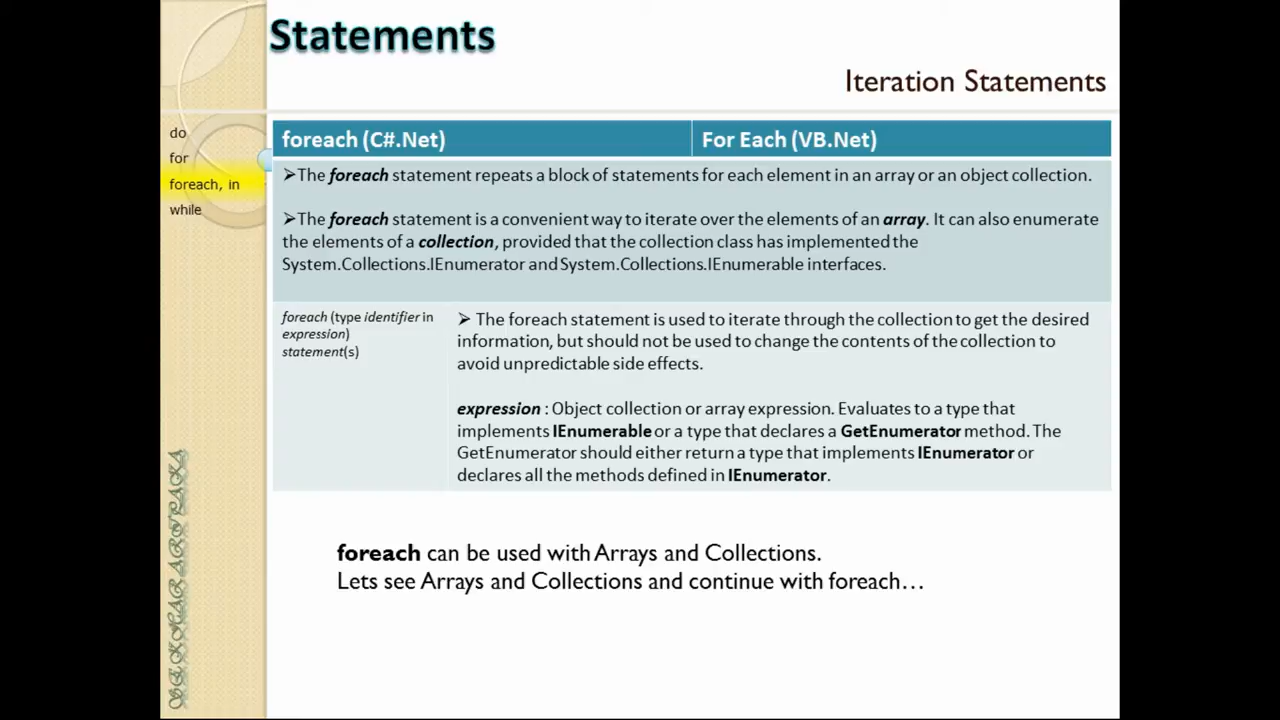 Statements
Iteration Statements
do
for
foreach, in
while
foreach (C#.Net)
For Each (VB.Net)
➢The foreach statement repeats a block of statements for each element in an array or an object collection.
➢The foreach statement is a convenient way to iterate over the elements of an array. It can also enumerate
the elements of a collection, provided that the collection class has implemented the
System.Collections.IEnumerator and System.Collections.IEnumerable interfaces.
foreach (type identifier in
expression)
statement(s)
➢ The foreach statement is used to iterate through the collection to get the desired
information, but should not be used to change the contents of the collection to
avoid unpredictable side effects.
expression : Object collection or array expression. Evaluates to a type that
implements IEnumerable or a type that declares a GetEnumerator method. The
GetEnumerator should either return a type that implements IEnumerator or
declares all the methods defined in IEnumerator.
foreach can be used with Arrays and Collections.
Lets see Arrays and Collections and continue with foreach…